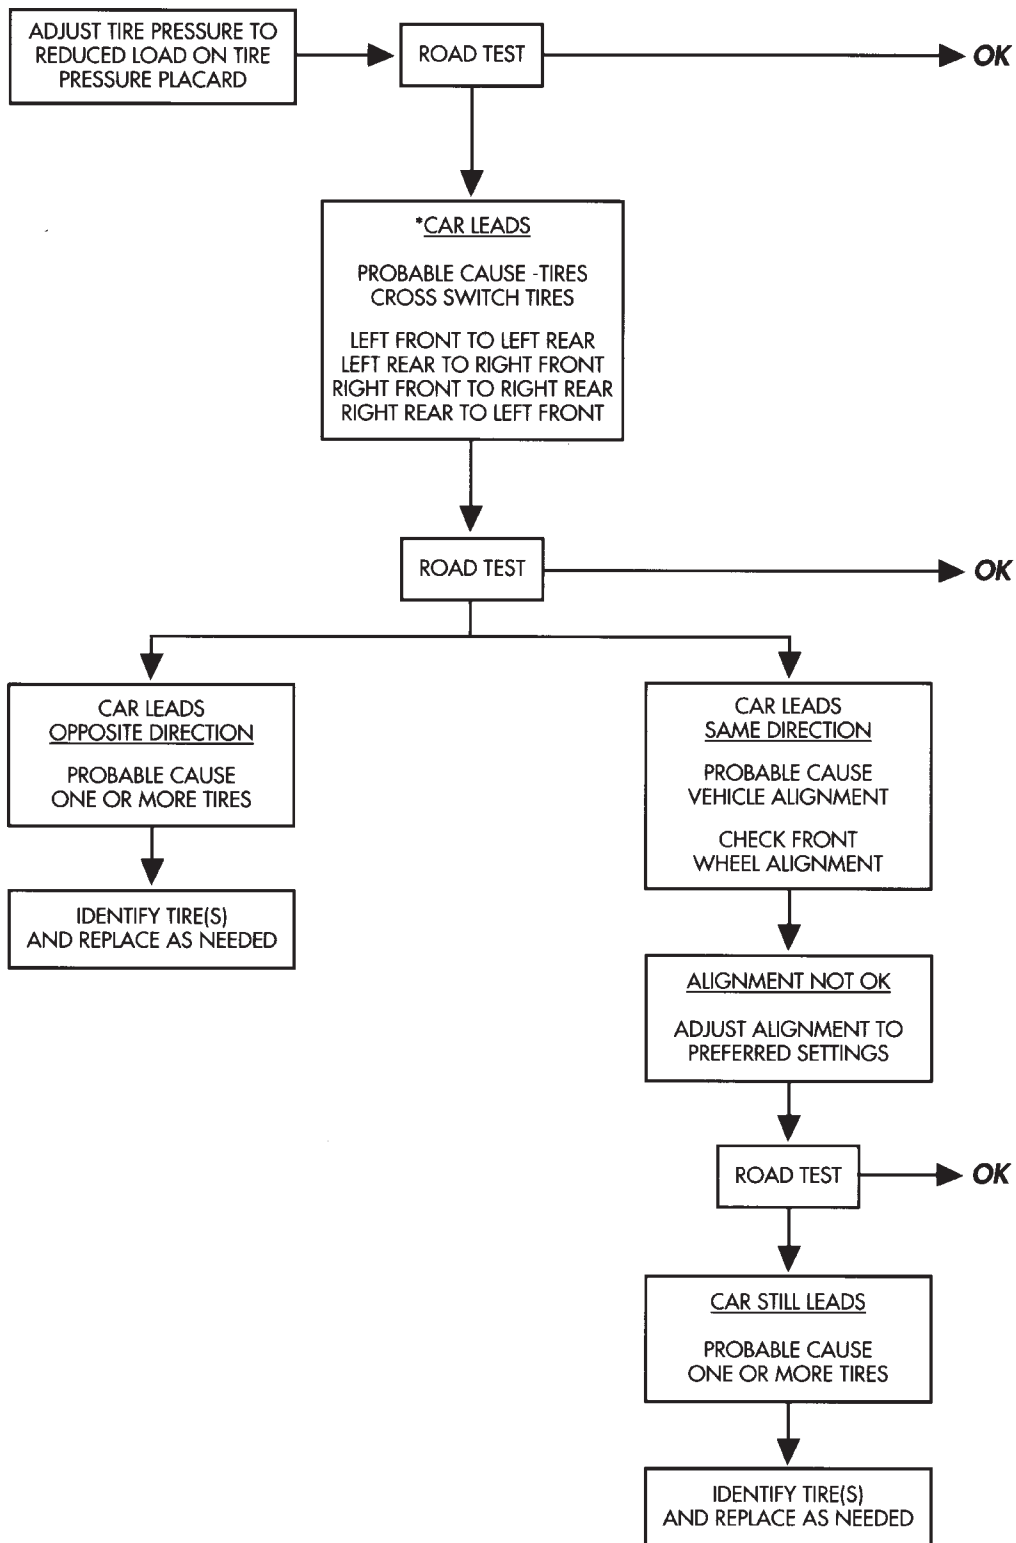 ADJUST TIRE PRESSURE TO
REDUCED LOAD ON TIRE
PRESSURE PLACARD
ROAD TEST
OK
*CAR LEADS
PROBABLE CAUSE -TIRES
CROSS SWITCH TIRES
LEFT FRONT TO LEFT REAR
LEFT REAR TO RIGHT FRONT
RIGHT FRONT TO RIGHT REAR
RIGHT REAR TO LEFT FRONT
ROAD TEST
OK
CAR LEADS
OPPOSITE DIRECTION
PROBABLE CAUSE
ONE OR MORE TIRES
IDENTIFY TIRE(S)
AND REPLACE AS NEEDED
CAR LEADS
SAME DIRECTION
PROBABLE CAUSE
VEHICLE ALIGNMENT
CHECK FRONT
WHEEL ALIGNMENT
ALIGNMENT NOT OK
ADJUST ALIGNMENT TO
PREFERRED SETTINGS
ROAD TEST
OK
CAR STILL LEADS
PROBABLE CAUSE
ONE OR MORE TIRES
IDENTIFY TIRE(S)
AND REPLACE AS NEEDED